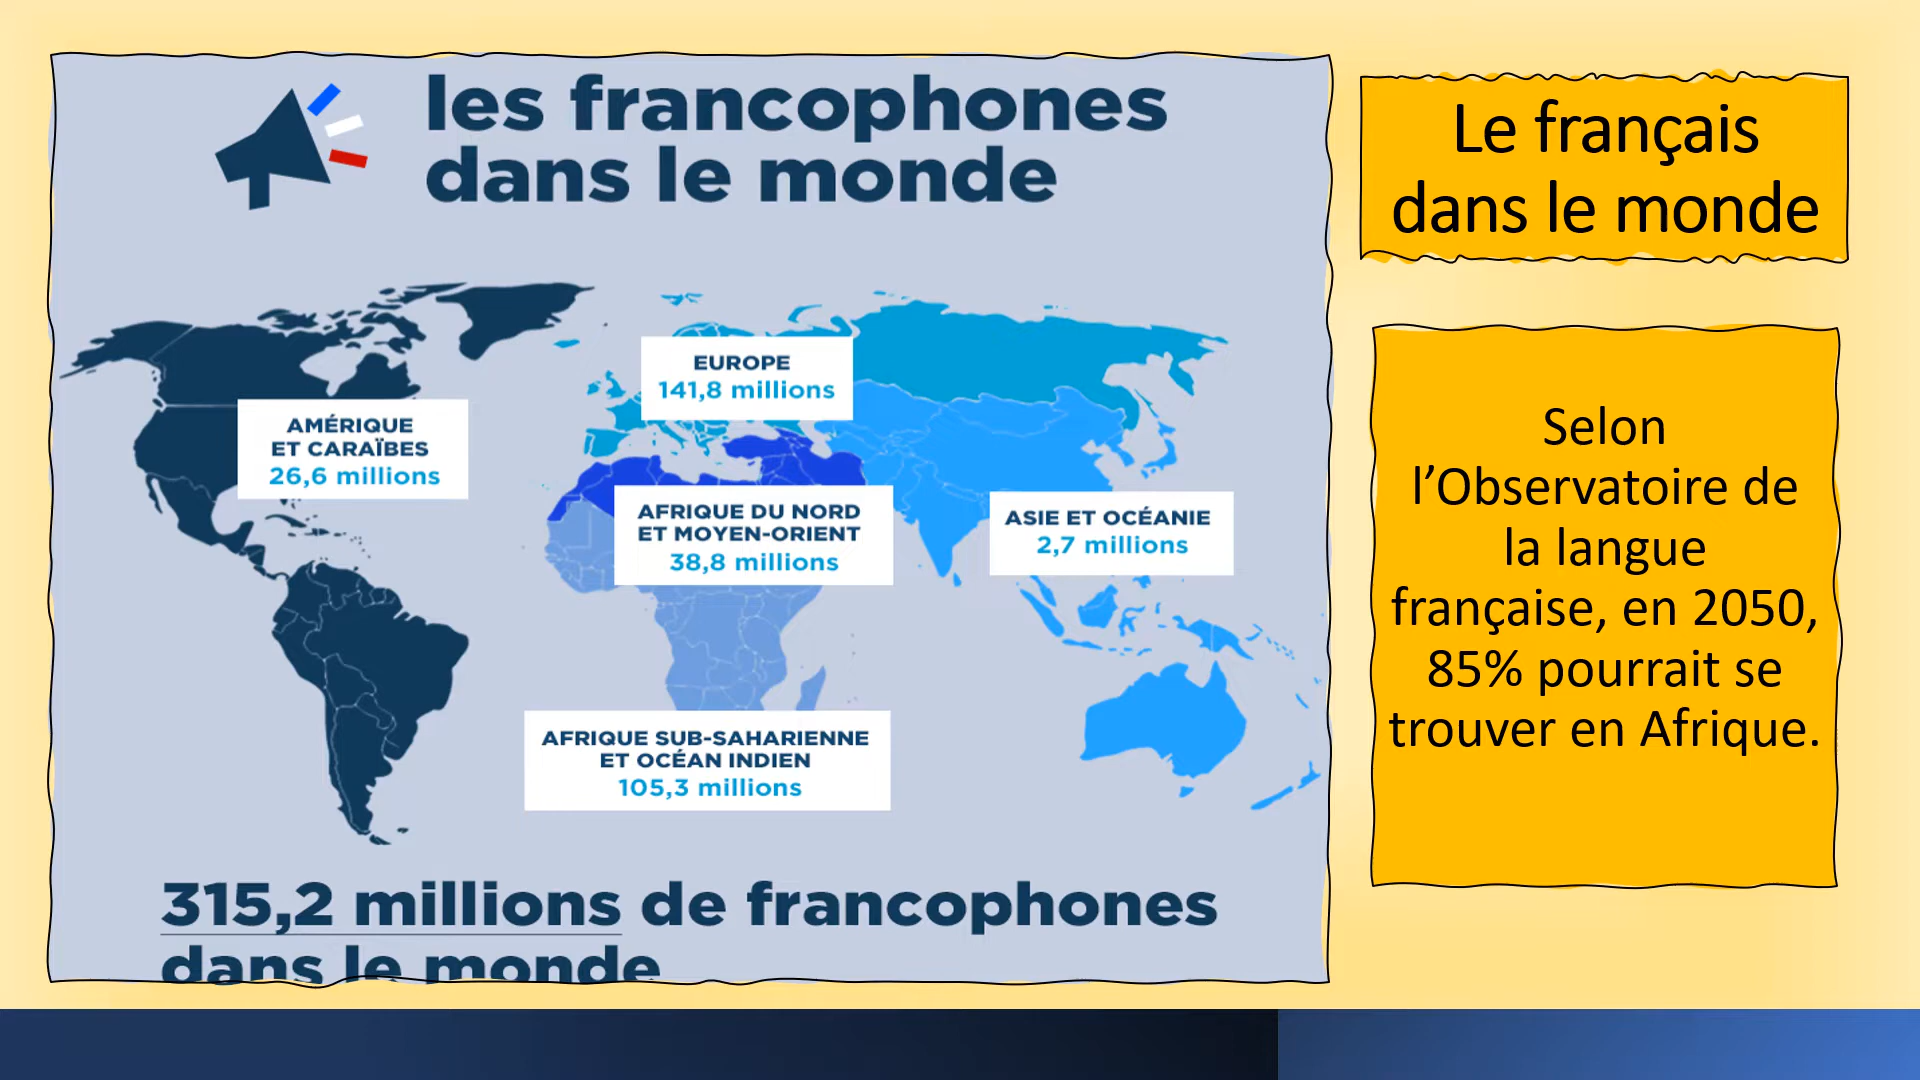 les francophones
dans le monde
EUROPE
141,8 millions
AMÉRIQUE
ET CARAÏBES
26,6 millions
AFRIQUE DU NORD
ET MOYEN-ORIENT
38,8 millions
ASIE ET OCÉANIE
2,7 millions
AFRIQUE SUB-SAHARIENNE
ET OCÉAN INDIEN
105,3 millions
315,2 millions de francophones
dans le monde
Le français
dans le monde
Selon
l’Observatoire de
la langue
française, en 2050,
85% pourrait se
trouver en Afrique.